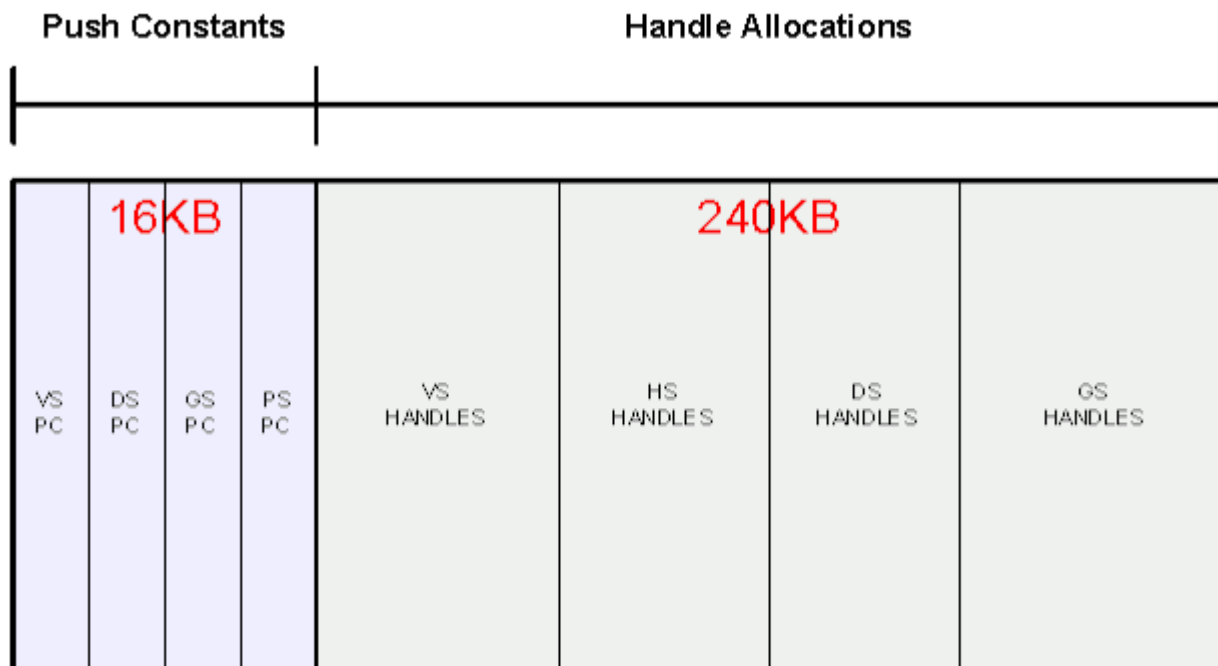 Push Constants
Handle Allocations
16KB
240KB
VS
PC
DS
PC
GS
PC
PS
PC
VS
HANDLES
HS
HANDLES
DS
HANDLES
GS
HANDLES